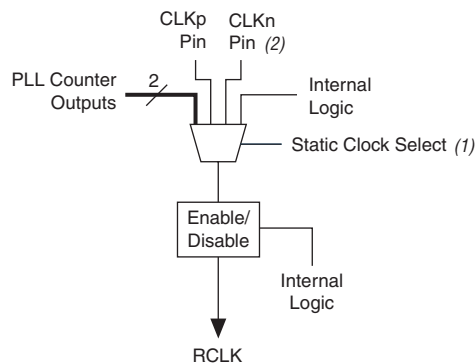 CLKp
Pin
CLKn
Pin (2)
PLL Counter
Outputs
2
Internal
Logic
Static Clock Select (1)
Enable/
Disable
Internal
Logic
RCLK